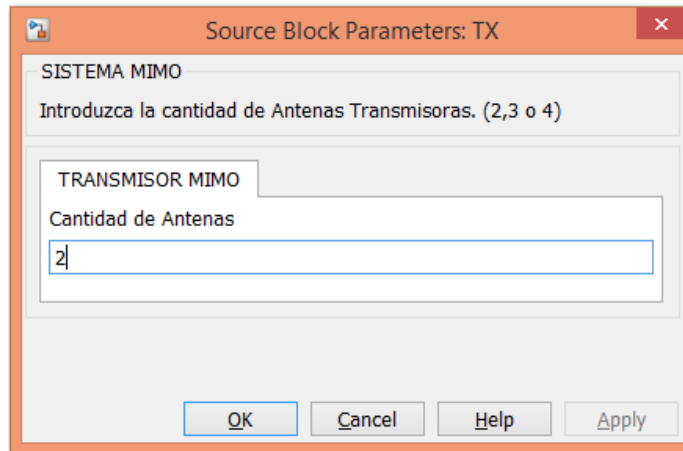 Source Block Parameters: TX
SISTEMA MIMO
Introduzca la cantidad de Antenas Transmisoras. (2,3 o 4)
TRANSMISOR MIMO
Cantidad de Antenas
2
OK Cancel Help Apply